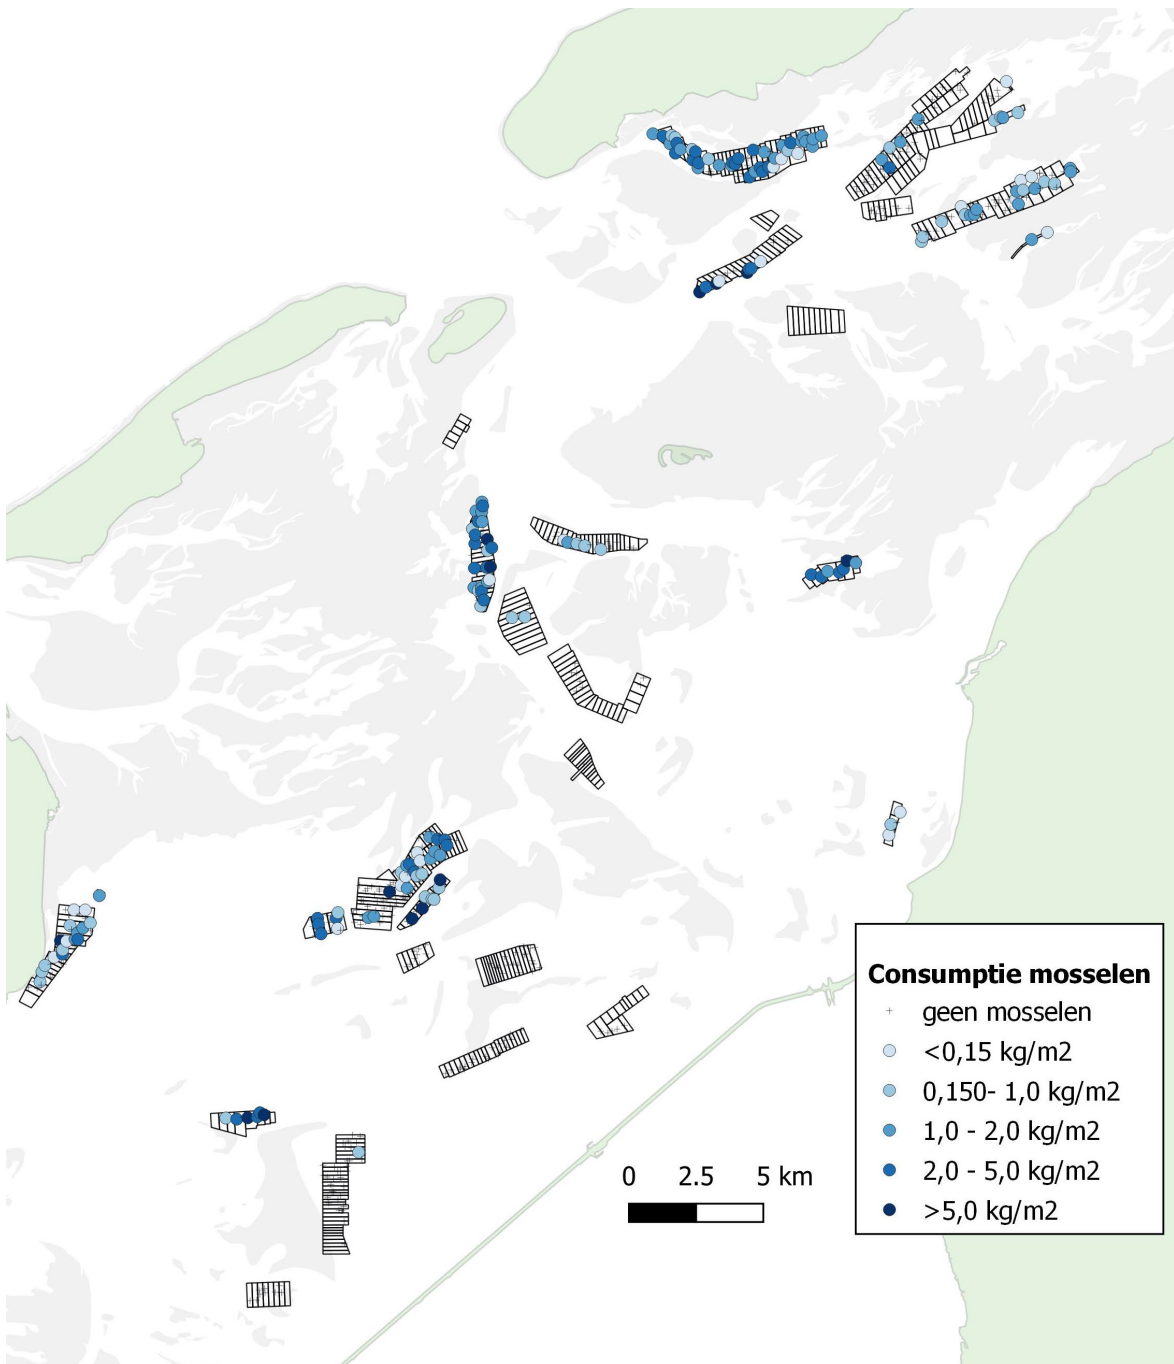 Consumptie mosselen
geen mosselen
<0,15 kg/m2
0,150- 1,0 kg/m2
1,0 - 2,0 kg/m2
2,0 - 5,0 kg/m2
>5,0 kg/m2
0 2.5 5 km